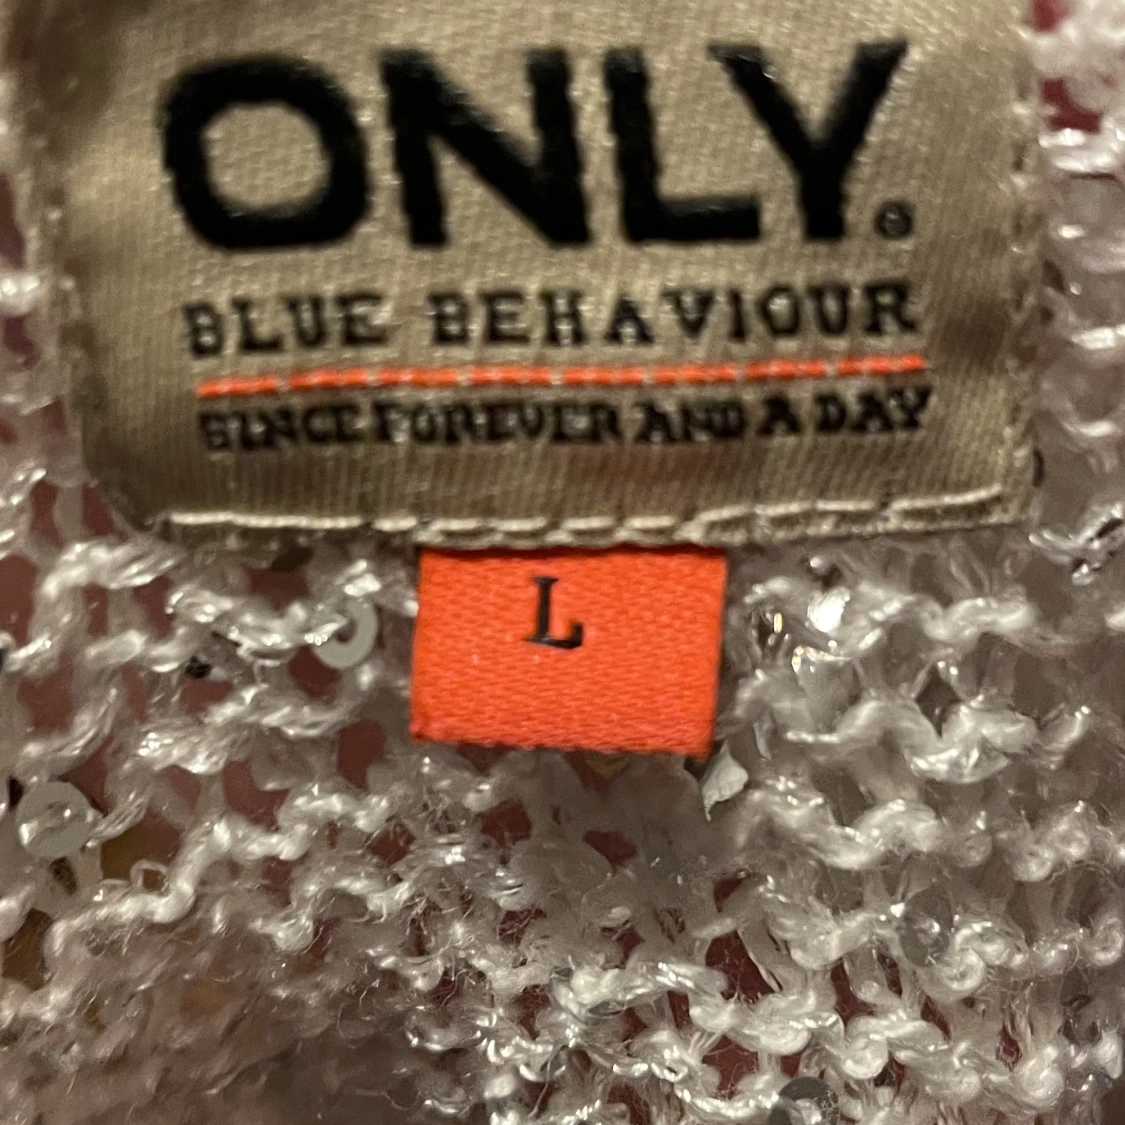 ONLY.®
BLUE BEHAVIOUR
SINCE FOREVER AND A DAY
L